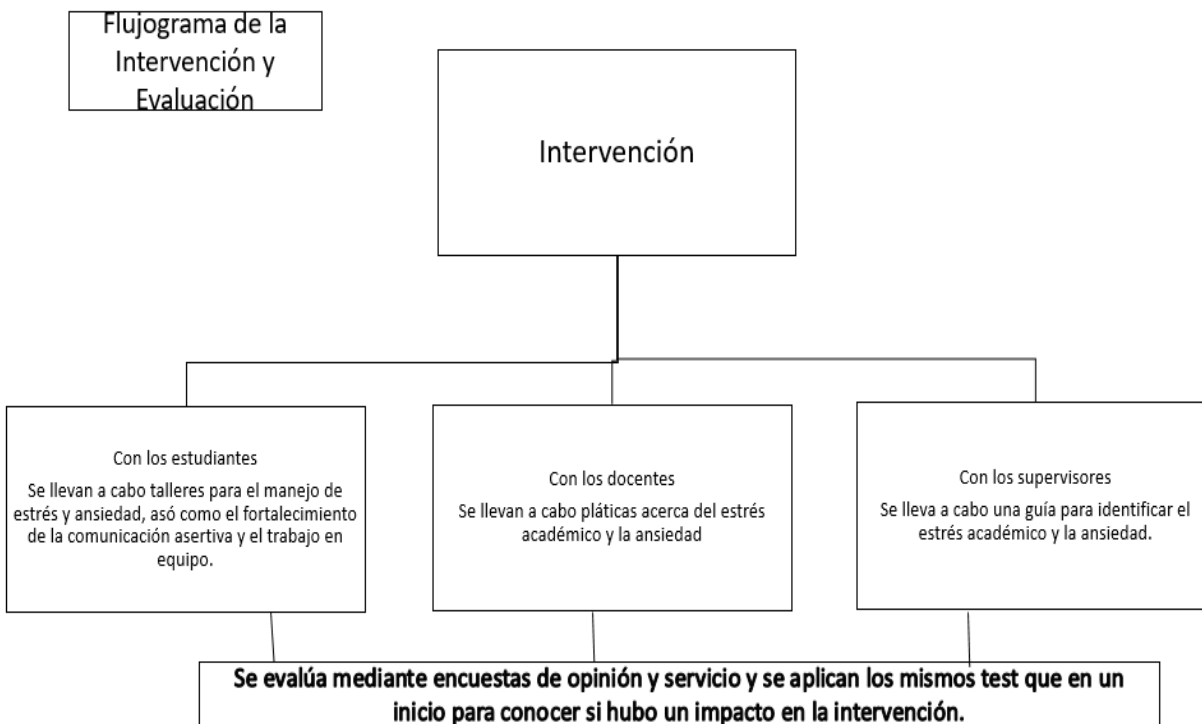 Flujograma de la
Intervención y
Evaluación
Intervención
Con los estudiantes
Se llevan a cabo talleres para el manejo de
estrés y ansiedad, asó como el fortalecimiento
de la comunicación asertiva y el trabajo en
equipo.
Con los docentes
Se llevan a cabo pláticas acerca del estrés
académico y la ansiedad
Con los supervisores
Se lleva a cabo una guía para identificar el
estrés académico y la ansiedad.
Se evalúa mediante encuestas de opinión y servicio y se aplican los mismos test que en un
inicio para conocer si hubo un impacto en la intervención.